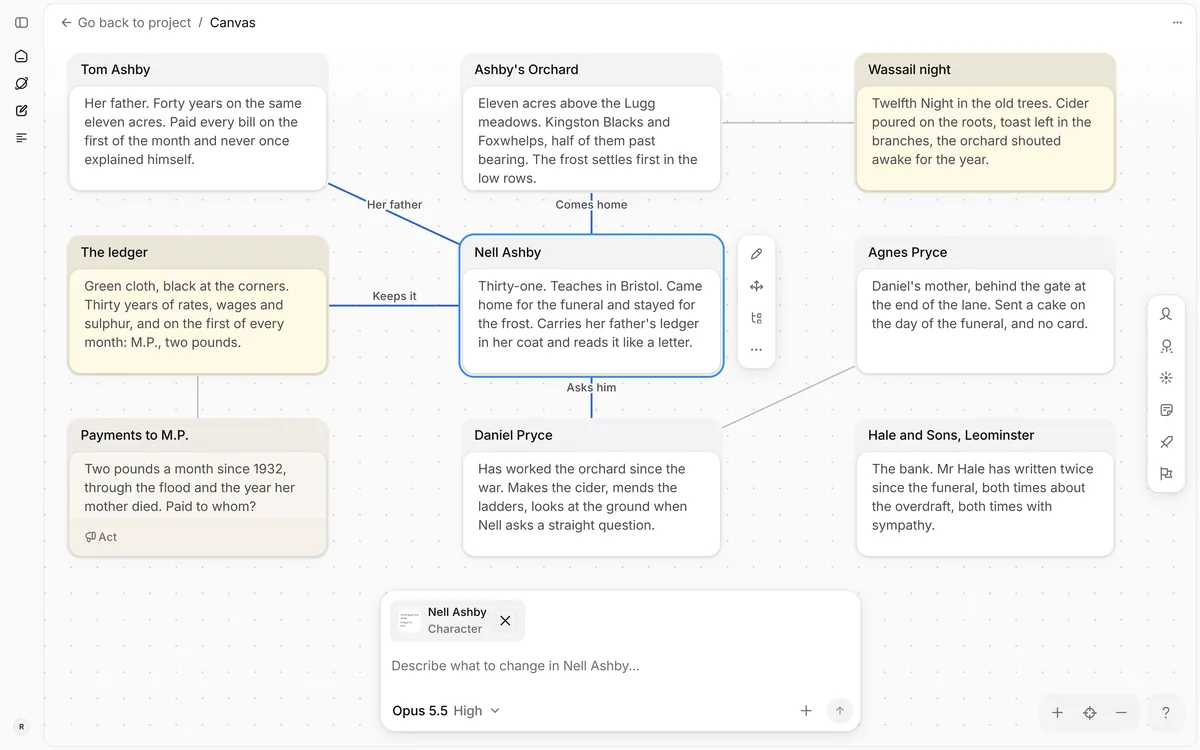 Go back to project / Canvas
Tom Ashby
Her father. Forty years on the same
eleven acres. Paid every bill on the
first of the month and never once
explained himself.
Ashby's Orchard
Eleven acres above the Lugg
meadows. Kingston Blacks and
Foxwhelps, half of them past
bearing. The frost settles first in the
low rows.
Wassail night
Twelfth Night in the old trees. Cider
poured on the roots, toast left in the
branches, the orchard shouted
awake for the year.
Her father
Comes home
The ledger
Green cloth, black at the corners.
Thirty years of rates, wages and
sulphur, and on the first of every
month: M.P., two pounds.
Keeps it
Nell Ashby
Thirty-one. Teaches in Bristol. Came
home for the funeral and stayed for
the frost. Carries her father's ledger
in her coat and reads it like a letter.
Agnes Pryce
Daniel's mother, behind the gate at
the end of the lane. Sent a cake on
the day of the funeral, and no card.
Asks him
Payments to M.P.
Two pounds a month since 1932,
through the flood and the year her
mother died. Paid to whom?
Act
Daniel Pryce
Has worked the orchard since the
war. Makes the cider, mends the
ladders, looks at the ground when
Nell asks a straight question.
Hale and Sons, Leominster
The bank. Mr Hale has written twice
since the funeral, both times about
the overdraft, both times with
sympathy.
Nell Ashby
Character
Describe what to change in Nell Ashby...
Opus 5.5 High
R
?